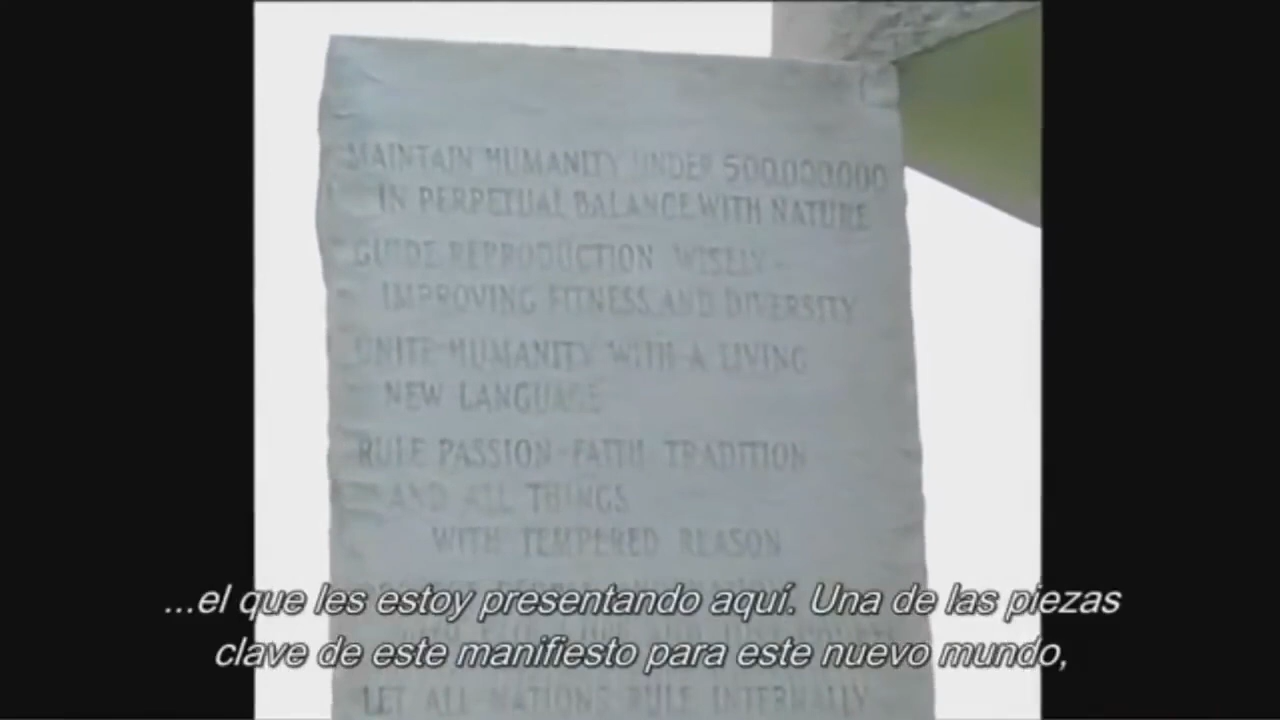 MAINTAIN HUMANITY UNDER 500,000,000
IN PERPETUAL BALANCE WITH NATURE
GUIDE REPRODUCTION WISELY —
IMPROVING FITNESS AND DIVERSITY
UNITE HUMANITY WITH A LIVING
NEW LANGUAGE
RULE PASSION – FAITH – TRADITION
AND ALL THINGS
WITH TEMPERED REASON
...el que les estoy presentando aquí. Una de las piezas
clave de este manifiesto para este nuevo mundo,
LET ALL NATIONS RULE INTERNALLY